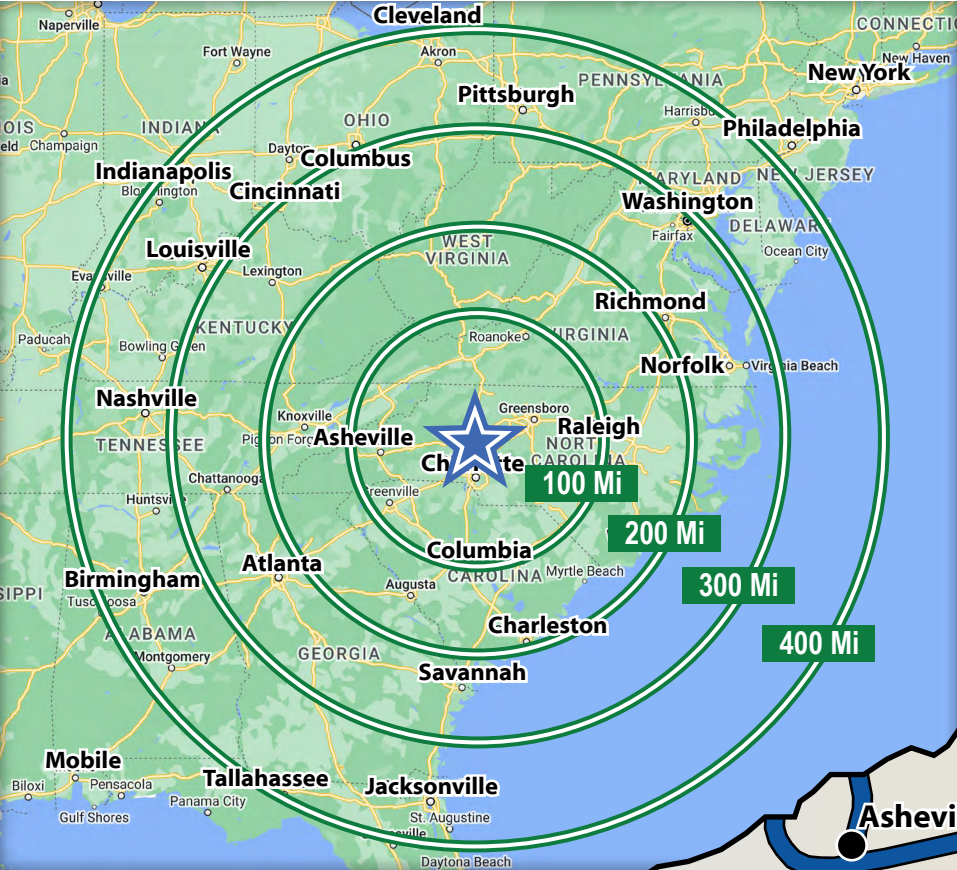 Cleveland
Naperville
CONNECTI
Fort Wayne
Akron
New Haven
New York
PENNSYLVANIA
Pittsburgh
Harrisbu
OHIO
INDIANA
OIS
Philadelphia
eld
Champaign
Dayton
Columbus
Indianapolis
MARYLAND
NEW JERSEY
Bloomington
Cincinnati
Washington
DELAWAR
Fairfax
Ocean City
WEST
VIRGINIA
Louisville
Lexington
Evansville
Richmond
KENTUCKY
Roanoke
VIRGINIA
Paducah
Bowling Green
Norfolk
Virginia Beach
Nashville
Knoxville
Greensboro
Raleigh
TENNESSEE
Pigeon Forge
Asheville
NORTH
CAROLINA
Charlotte
100 Mi
Chattanooga
Greenville
Huntsville
200 Mi
Columbia
Atlanta
CAROLINA
Myrtle Beach
Birmingham
Augusta
300 Mi
SIPPI
Tuscaloosa
Charleston
ALABAMA
400 Mi
GEORGIA
Montgomery
Savannah
Mobile
Tallahassee
Jacksonville
Biloxi
Pensacola
Panama City
Gulf Shores
St. Augustine
Ashevi
Daytona Beach